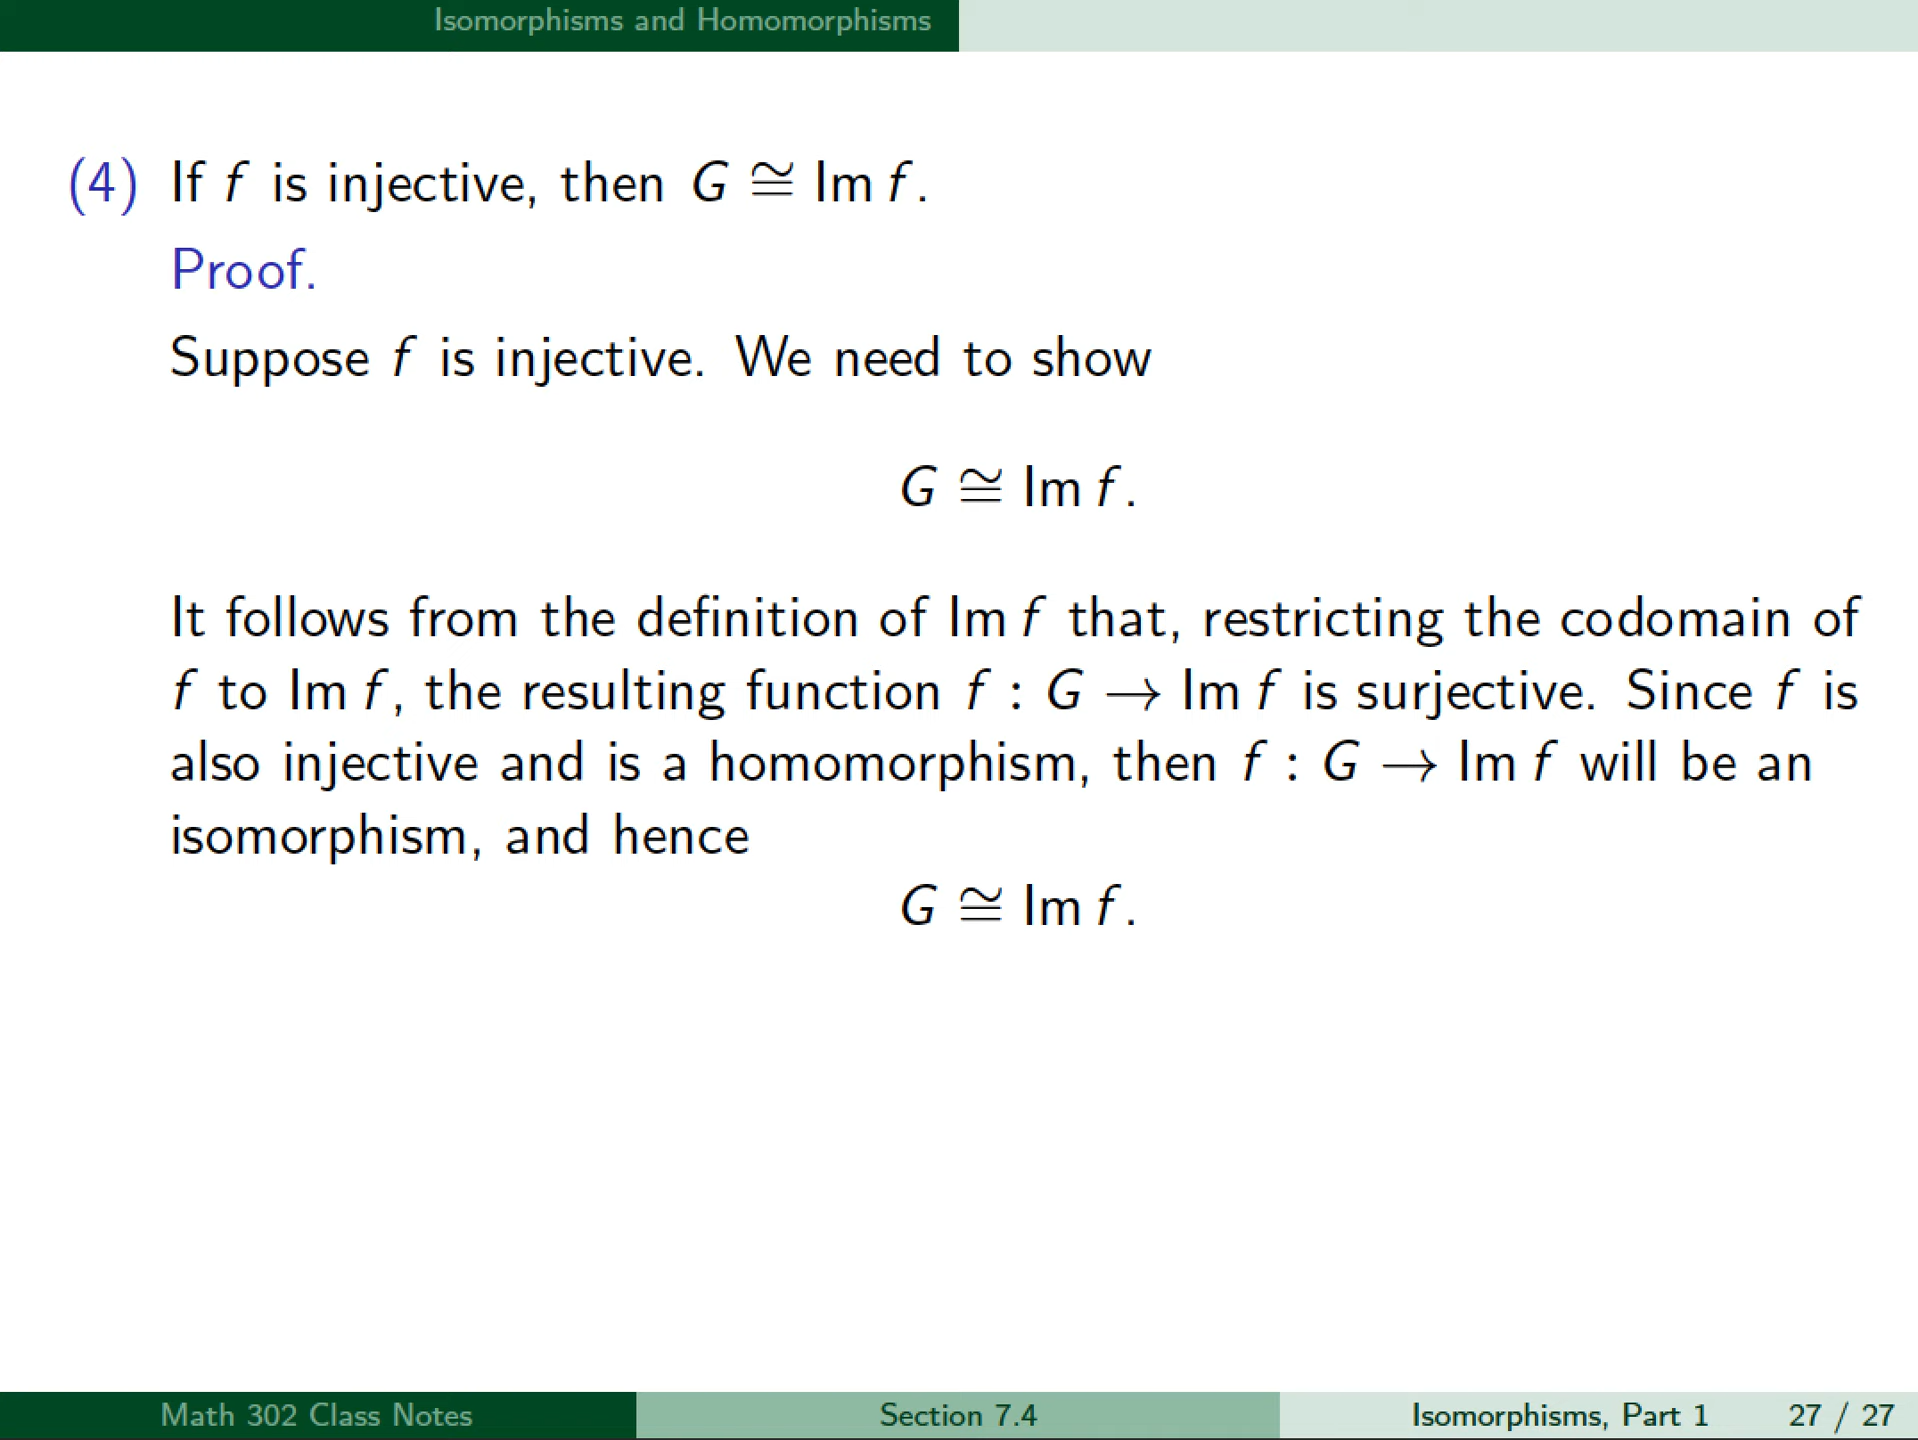 Isomorphisms and Homomorphisms
(4) If f is injective, then G ≅ Im f.
Proof.
Suppose f is injective. We need to show
G ≅ Im f.
It follows from the definition of Im f that, restricting the codomain of
f to Im f, the resulting function f : G → Im f is surjective. Since f is
also injective and is a homomorphism, then f : G → Im f will be an
isomorphism, and hence
G ≅ Im f.
Math 302 Class Notes Section 7.4 Isomorphisms, Part 1 27 / 27